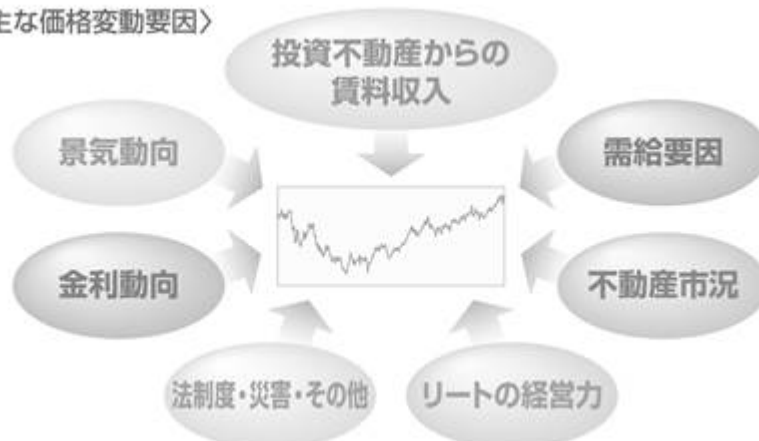 主な価格変動要因〉
投資不動産からの
賃料収入
景気動向
需給要因
金利動向
不動産市況
法制度・災害・その他
リートの経営力